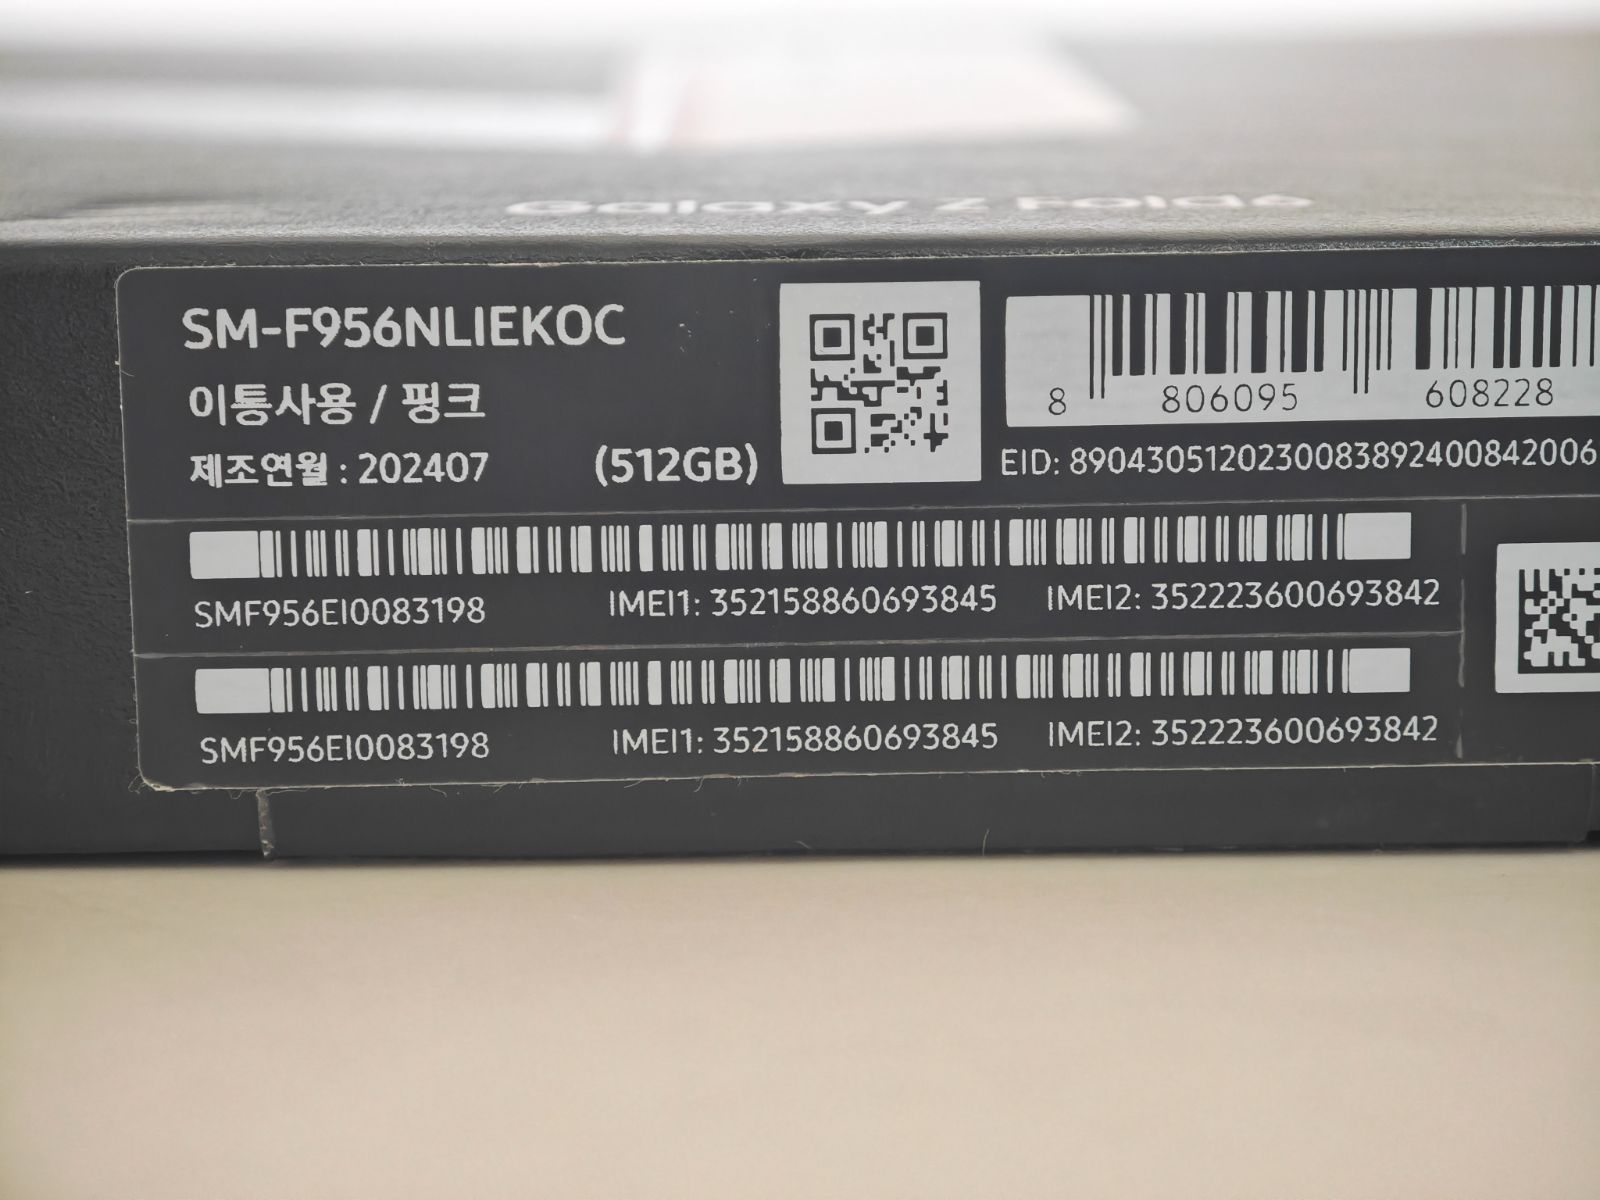 Galaxy Z Fold6
SM-F956NLIEKOC
이통사용 / 핑크
제조연월 : 202407 (512GB)
8 806095 608228
EID: 8904305120230083892400842006
SMF956EI0083198 IMEI1: 352158860693845 IMEI2: 352223600693842
SMF956EI0083198 IMEI1: 352158860693845 IMEI2: 352223600693842